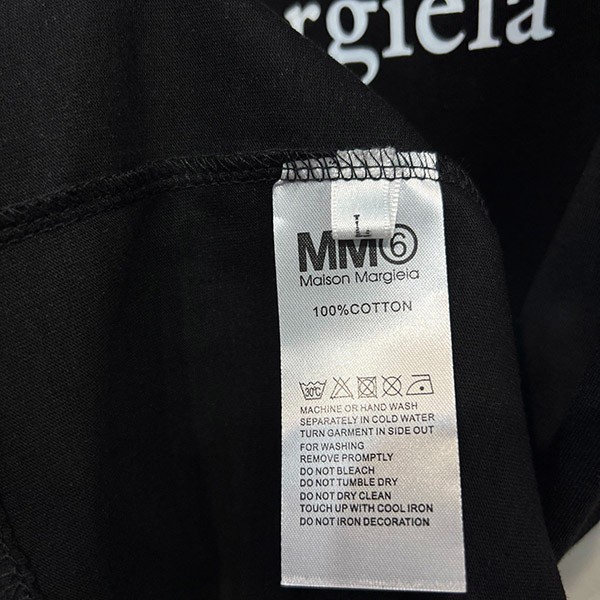 rgiela
L
MM6
Maison Margiela
100%COTTON
30°C
MACHINE OR HAND WASH
SEPARATELY IN COLD WATER
TURN GARMENT IN SIDE OUT
FOR WASHING
REMOVE PROMPTLY
DO NOT BLEACH
DO NOT TUMBLE DRY
DO NOT DRY CLEAN
TOUCH UP WITH COOL IRON
DO NOT IRON DECORATION